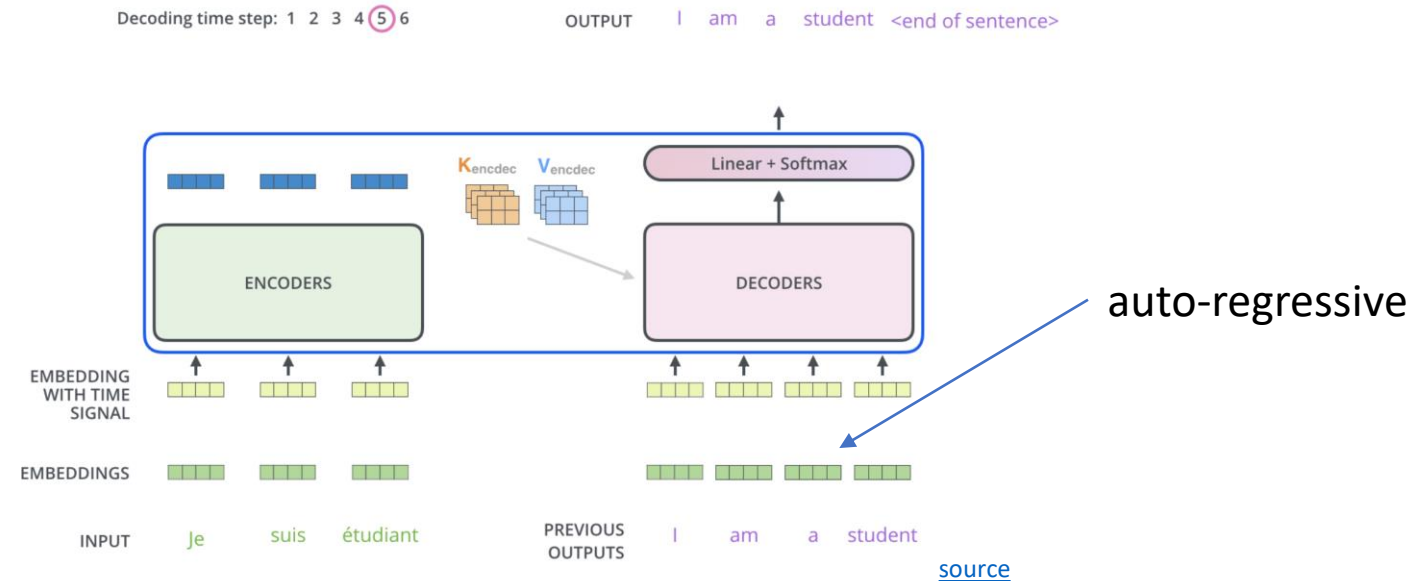 Decoding time step: 1 2 3 4 5 6
OUTPUT I am a student <end of sentence>
Kencdec Vencdec
Linear + Softmax
ENCODERS
DECODERS
auto-regressive
EMBEDDING
WITH TIME
SIGNAL
EMBEDDINGS
INPUT Je suis étudiant
PREVIOUS
OUTPUTS
I am a student
source